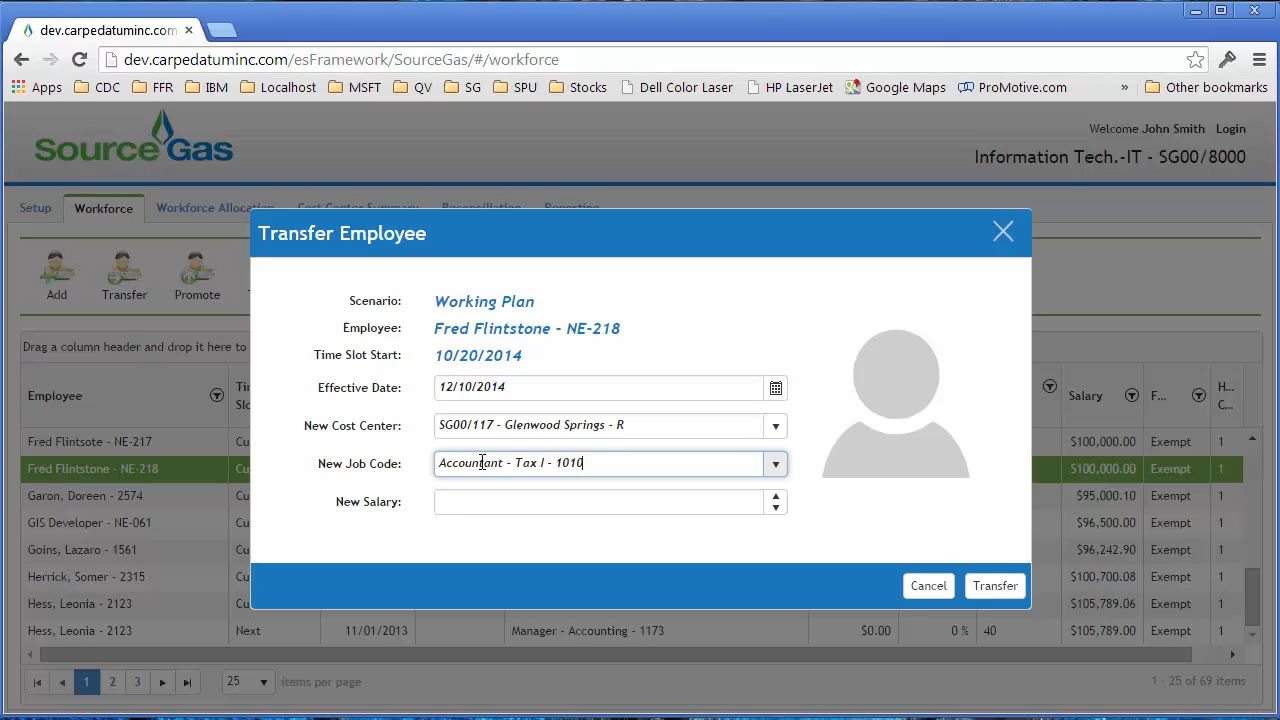 dev.carpedatuminc.com
dev.carpedatuminc.com/esFramework/SourceGas/#/workforce
Apps CDC FFR IBM Localhost MSFT QV SG SPU Stocks Dell Color Laser HP LaserJet Google Maps ProMotive.com » Other bookmarks
SourceGas
Welcome John Smith Login
Information Tech.-IT - SG00/8000
Setup Workforce Workforce Allocation Cost Center Summary Reconciliation Reporting
Transfer Employee
Add Transfer Promote
Scenario: Working Plan
Employee: Fred Flintstone - NE-218
Time Slot Start: 10/20/2014
Effective Date: 12/10/2014
New Cost Center: SG00/117 - Glenwood Springs - R
New Job Code: Accountant - Tax I - 1010
New Salary:
Cancel Transfer
Drag a column header and drop it here to
Employee Salary F... H... C...
Fred Flintsote - NE-217 $100,000.00 Exempt 1
Fred Flintstone - NE-218 $100,000.00 Exempt 1
Garon, Doreen - 2574 $95,000.10 Exempt 1
GIS Developer - NE-061 $96,500.00 Exempt 1
Goins, Lazaro - 1561 $96,242.90 Exempt 1
Herrick, Somer - 2315 $100,700.08 Exempt 1
Hess, Leonia - 2123 $105,789.06 Exempt 1
Hess, Leonia - 2123 Next 11/01/2013 Manager - Accounting - 1173 $0.00 0 % 40 $105,789.00 Exempt 1
1 2 3 25 items per page 1 - 25 of 69 items